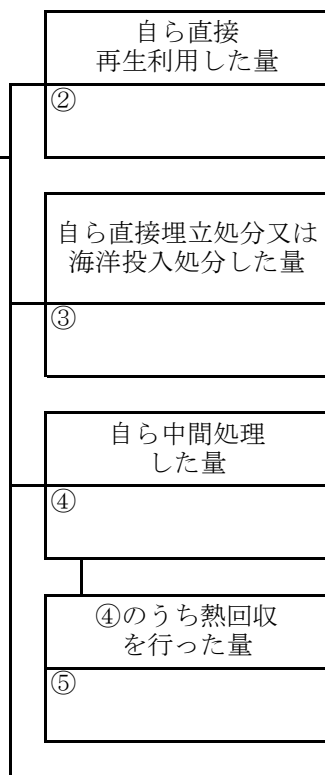 自ら直接
再生利用した量
②
自ら直接埋立処分又は
海洋投入処分した量
③
自ら中間処理
した量
④
④のうち熱回収
を行った量
⑤